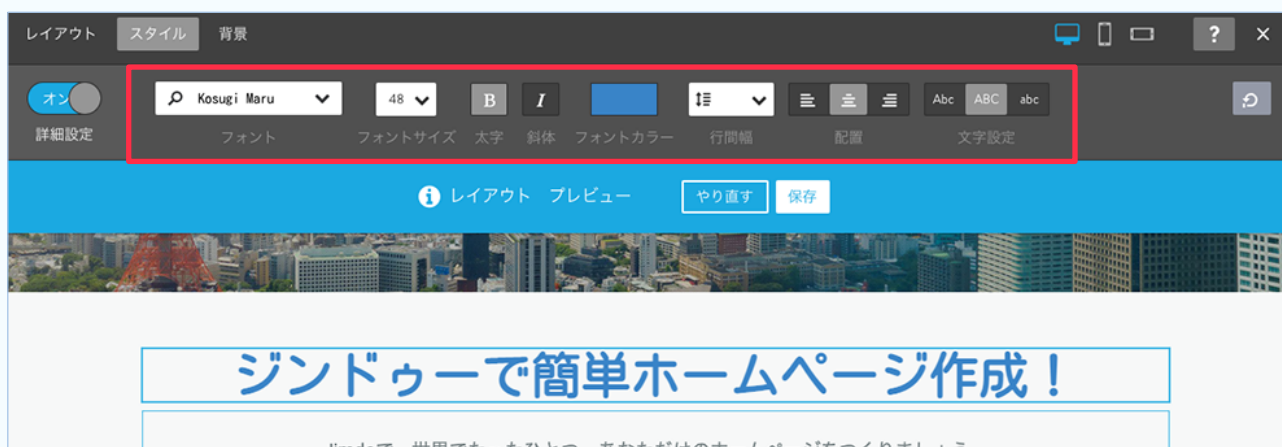 レイアウト スタイル 背景 ?
オン Kosugi Maru 48 B I Abc ABC abc
詳細設定 フォント フォントサイズ 太字 斜体 フォントカラー 行間幅 配置 文字設定
レイアウト プレビュー やり直す 保存
ジンドゥーで簡単ホームページ作成!